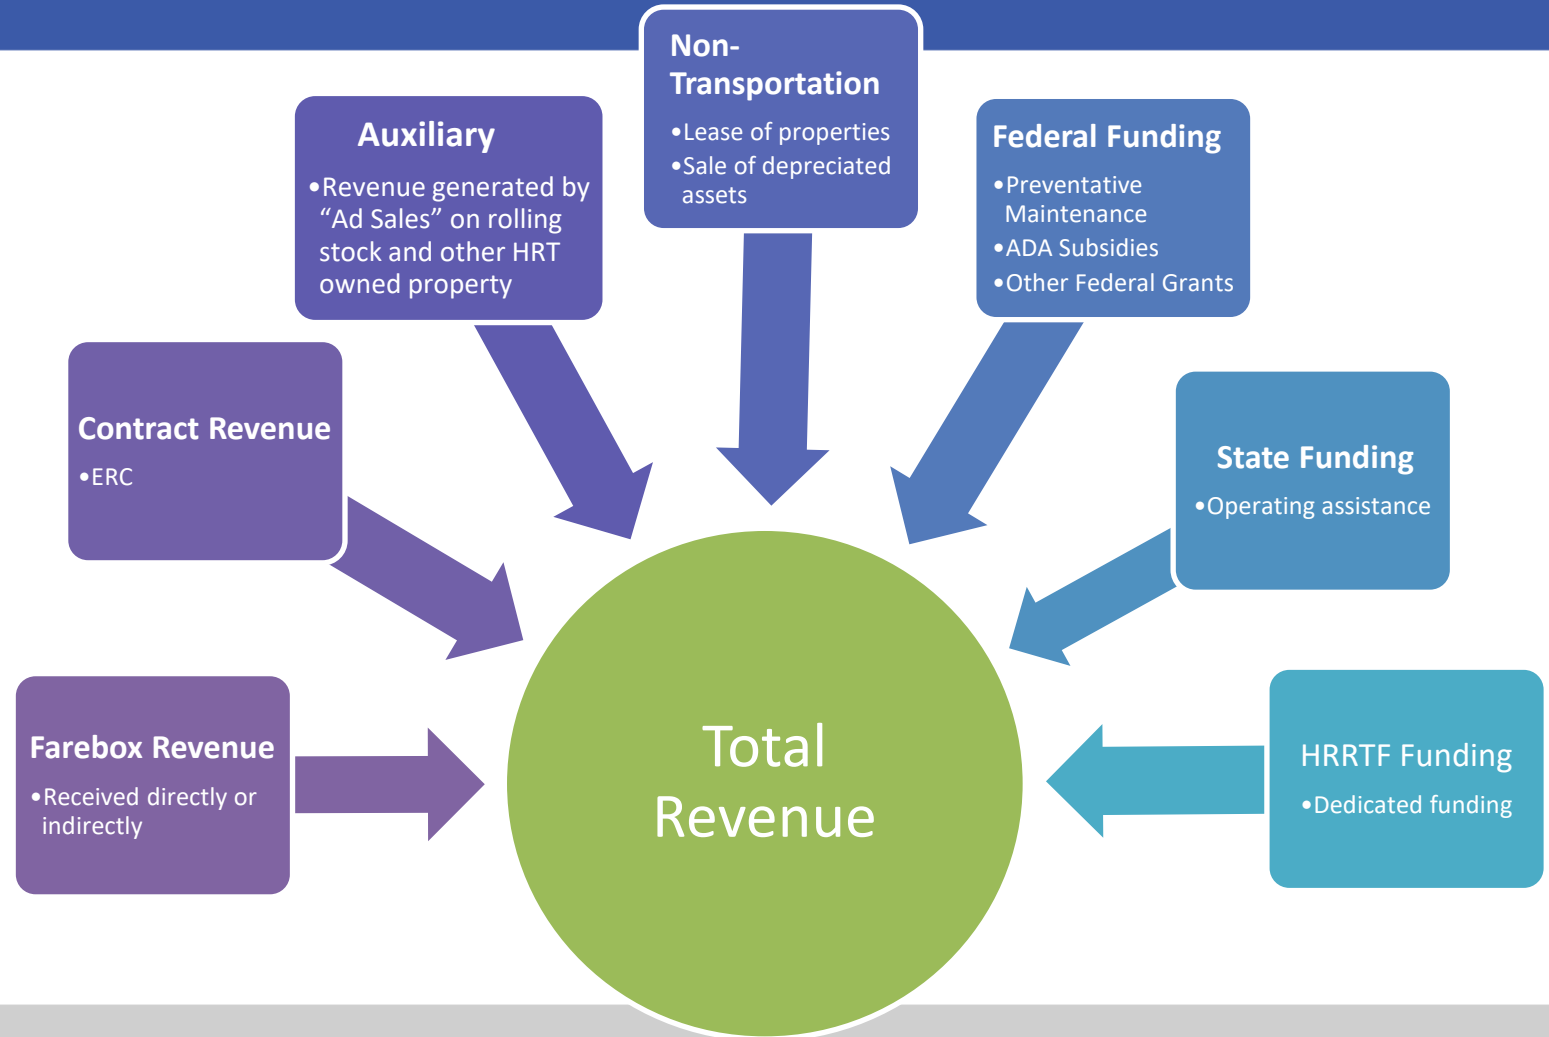 Non-
Transportation
•Lease of properties
•Sale of depreciated
assets
Auxiliary
•Revenue generated by
“Ad Sales” on rolling
stock and other HRT
owned property
Federal Funding
•Preventative
Maintenance
•ADA Subsidies
•Other Federal Grants
Contract Revenue
•ERC
State Funding
•Operating assistance
Farebox Revenue
•Received directly or
indirectly
Total
Revenue
HRRTF Funding
•Dedicated funding